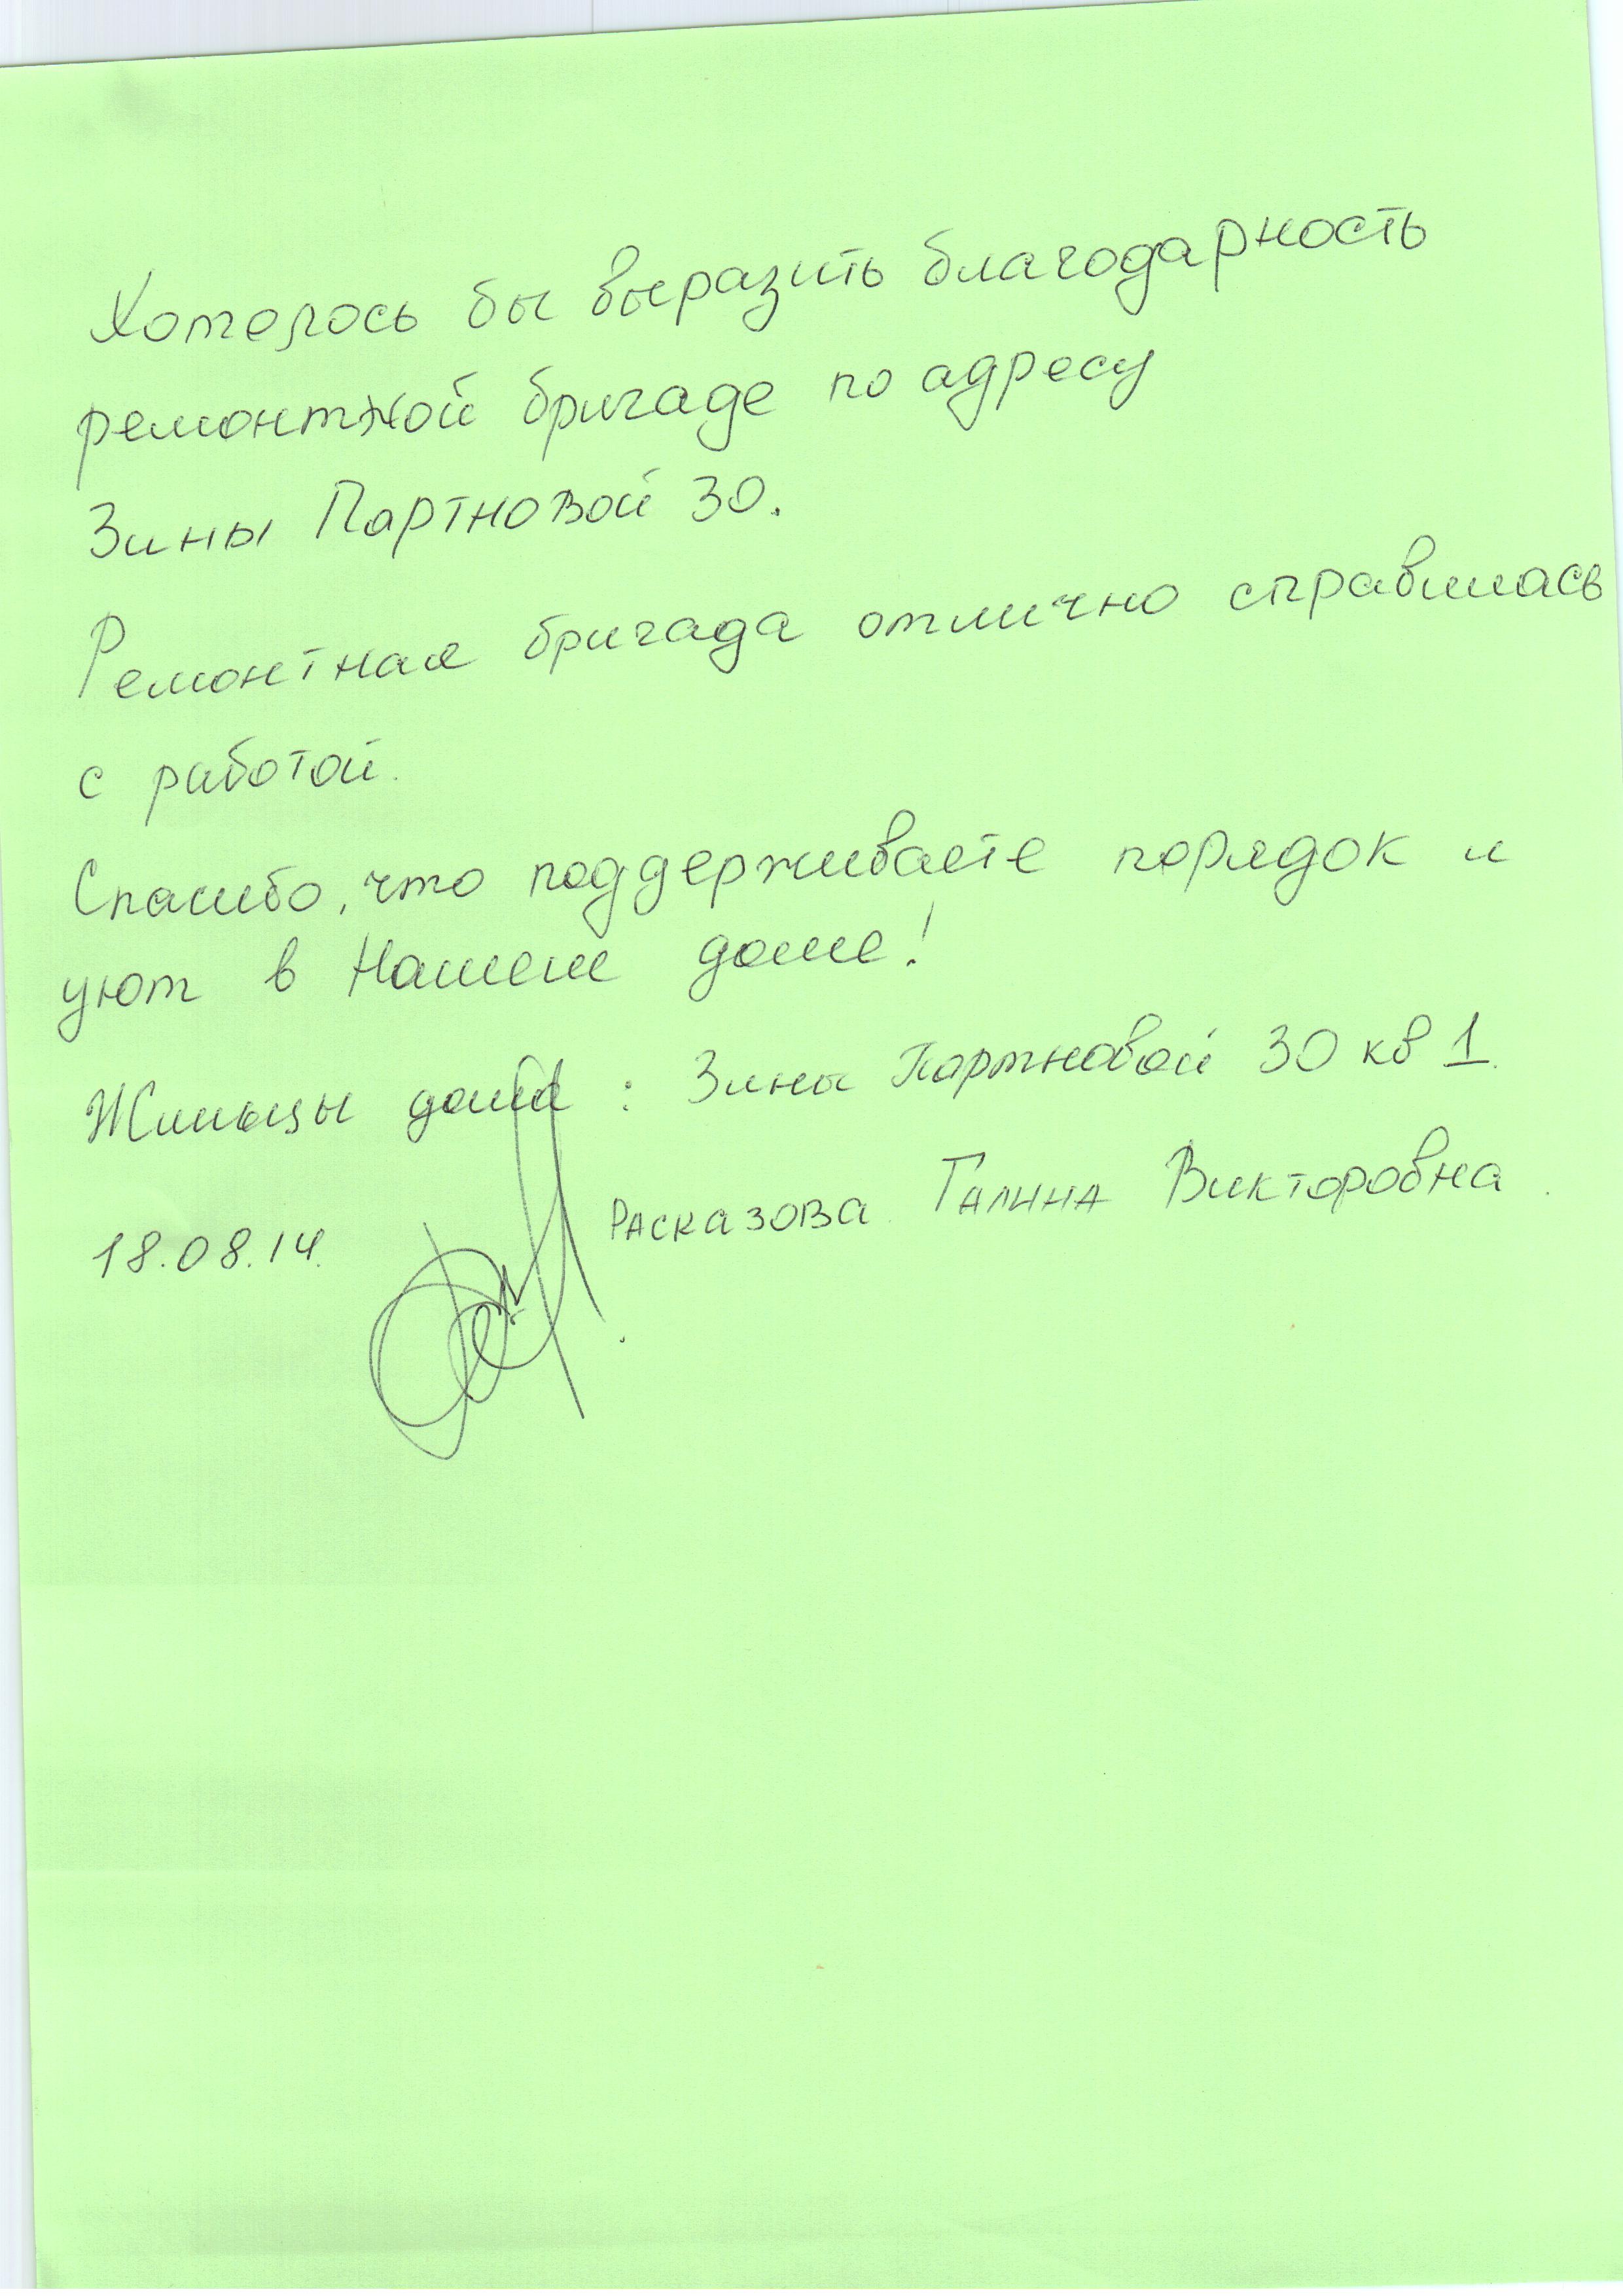 Хотелось бы выразить благодарность
ремонтной бригаде по адресу
Зины Партновой 30.
Ремонтная бригада отлично справилась
с работой.
Спасибо, что поддерживаете порядок и
уют в Нашем доме!
Жильцы дома : Зины Партновой 30 кв 1.
Расказова Галина Викторовна.
18.08.14.